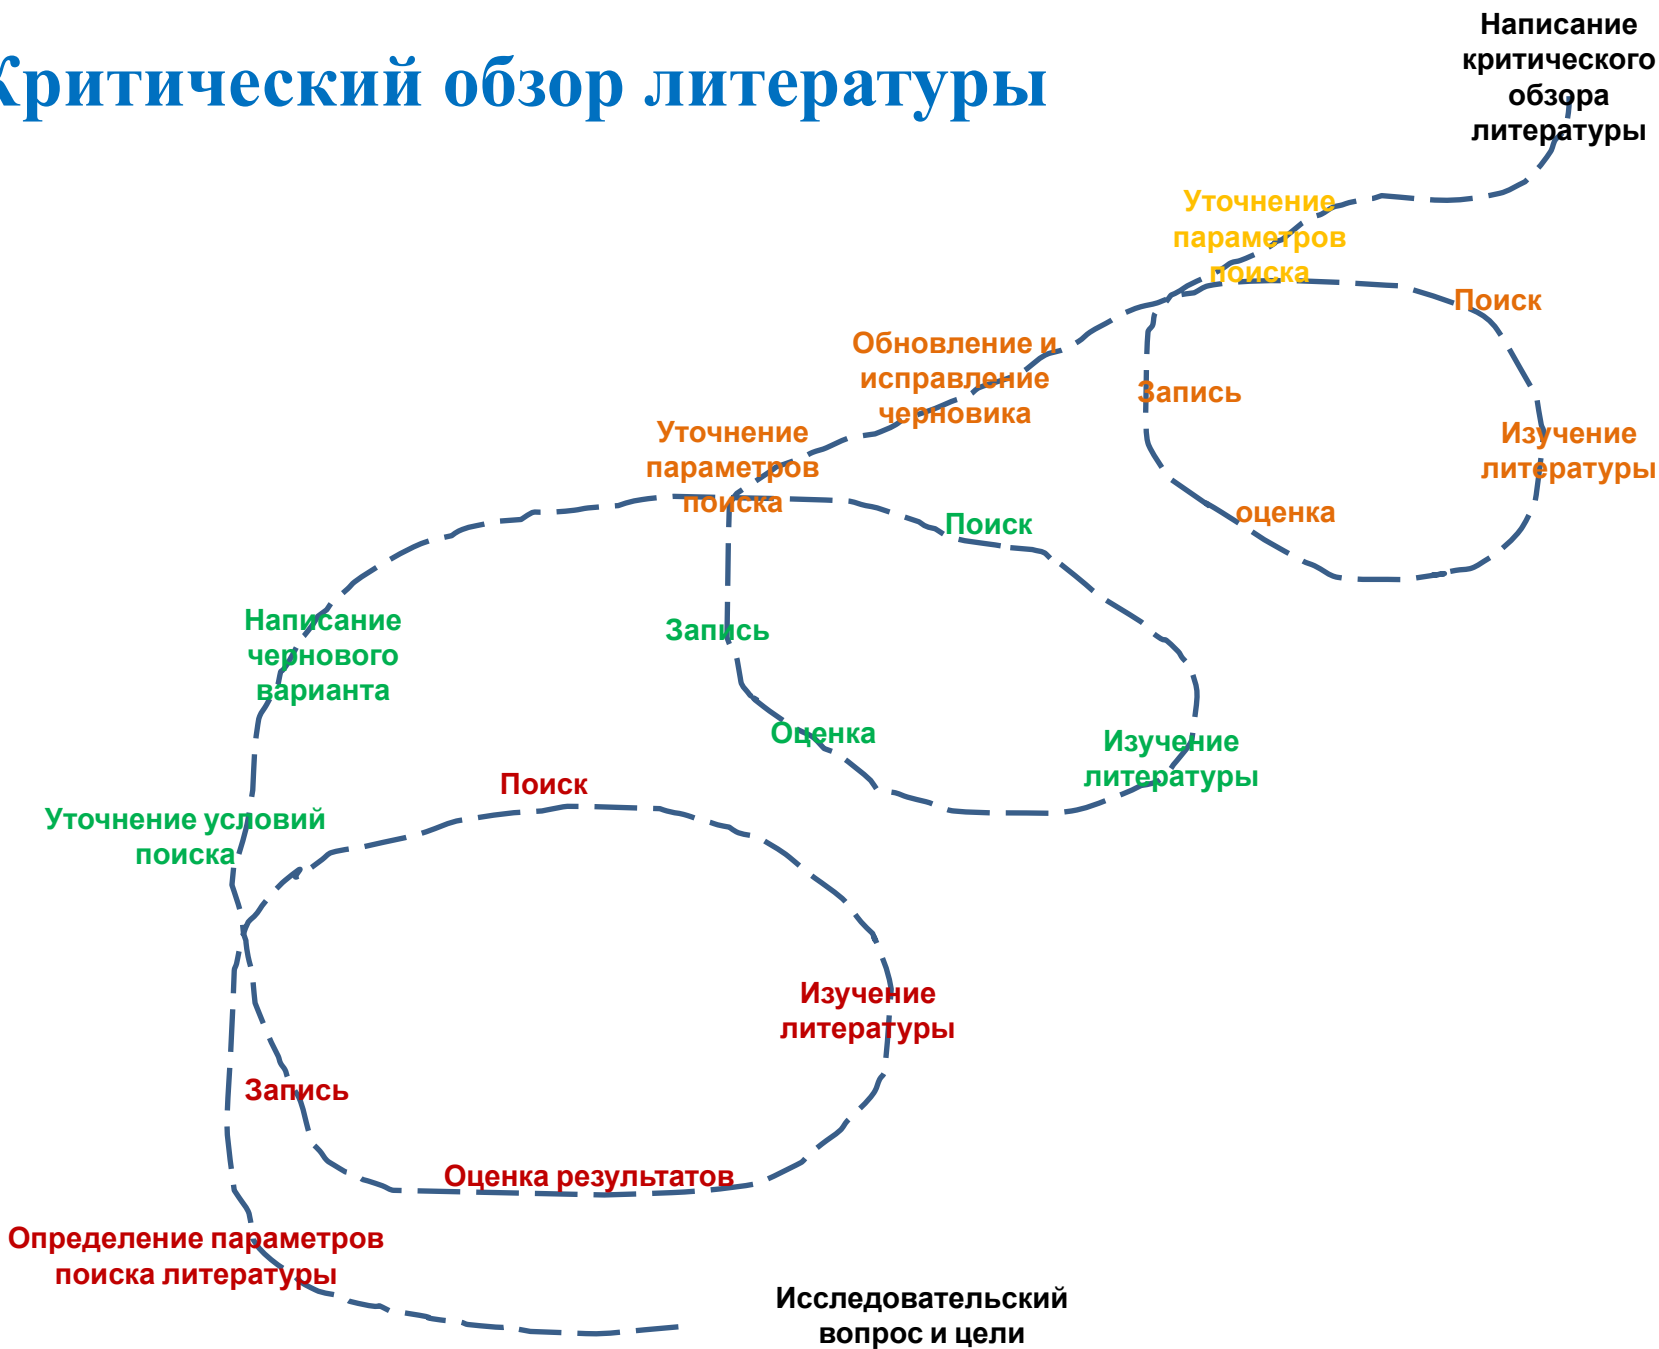 Критический обзор литературы
Написание
критического
обзора
литературы
Уточнение
параметров
поиска
Поиск
Обновление и
исправление
черновика
Запись
Изучение
литературы
оценка
Уточнение
параметров
поиска
Поиск
Написание
чернового
варианта
Запись
Оценка
Изучение
литературы
Поиск
Уточнение условий
поиска
Изучение
литературы
Запись
Оценка результатов
Определение параметров
поиска литературы
Исследовательский
вопрос и цели